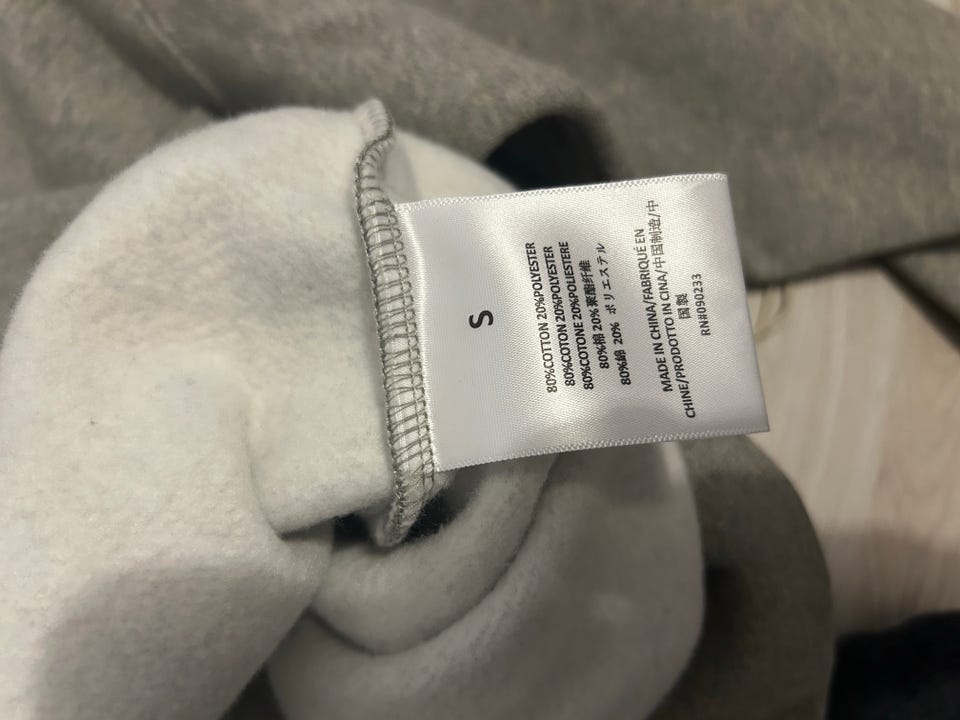 S
80%COTTON 20%POLYESTER
80%COTON 20%POLYESTER
80%COTONE 20%POLIESTERE
80%棉 20%聚酯纤维
80%綿 20% ポリエステル
MADE IN CHINA/FABRIQUÉ EN
CHINE/PRODOTTO IN CINA/中国制造/中
国製
RN#090233